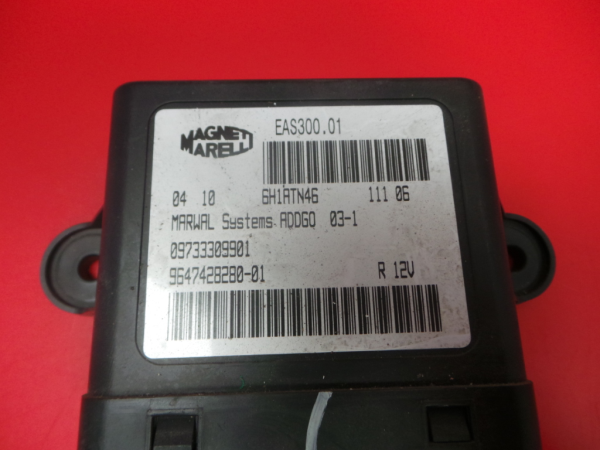 MAGNETI
MARELLI
EAS300.01
04 10 6H1ATN46 111 06
MARWAL Systems ADDGO 03-1
09733309901
9647428280-01 R 12V